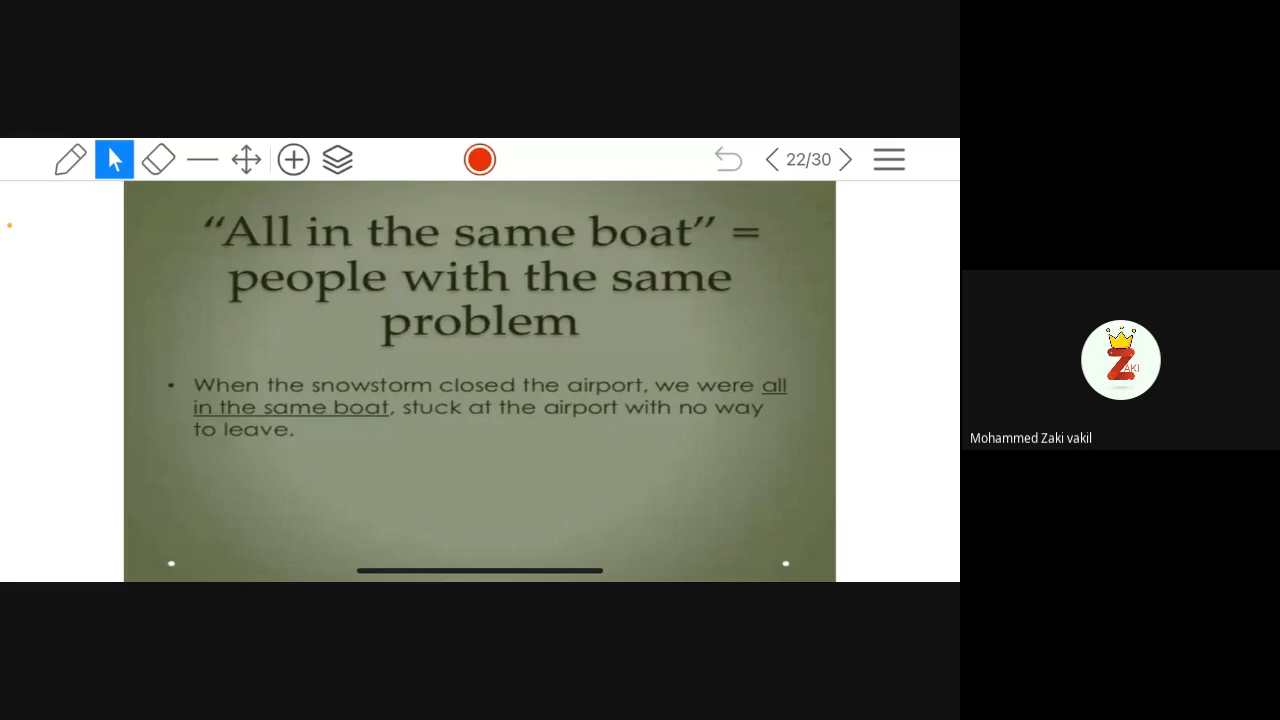 22/30
“All in the same boat” =
people with the same
problem
• When the snowstorm closed the airport, we were all
in the same boat, stuck at the airport with no way
to leave.
ZAKI
Mohammed Zaki vakil